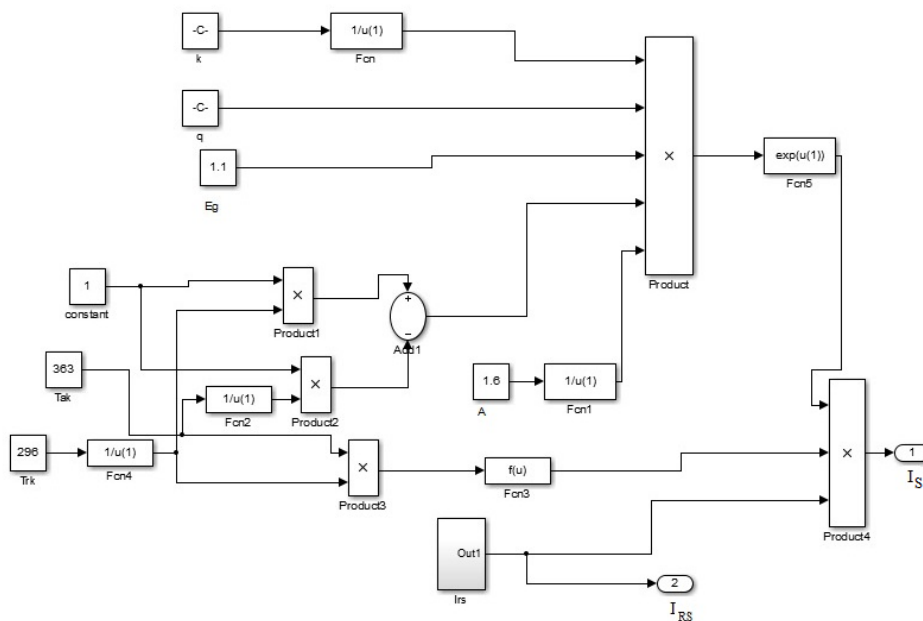 -C-
k
1/u(1)
Fcn
-C-
q
1.1
Eg
×
Product
exp(u(1))
Fcn5
1
constant
×
Product1
+
−
Add1
363
Tak
1/u(1)
Fcn2
×
Product2
1.6
A
1/u(1)
Fcn1
296
Trk
1/u(1)
Fcn4
×
Product3
f(u)
Fcn3
×
Product4
1
I_S
Out1
Irs
2
I_RS